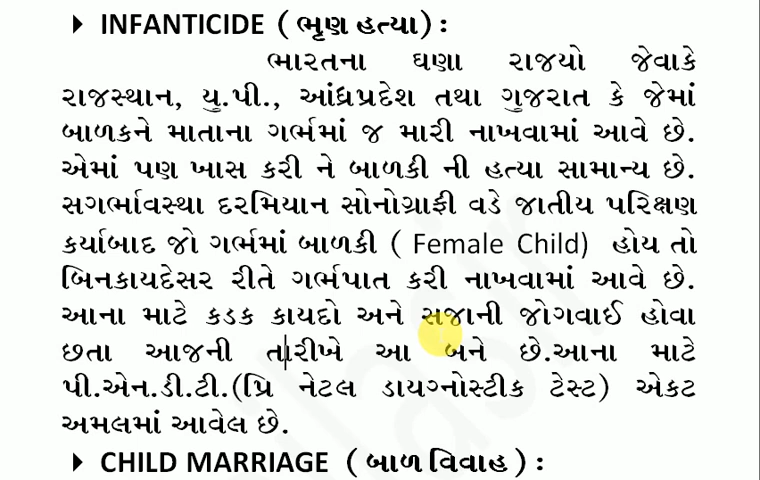 ▶ INFANTICIDE ( ભૃણ હત્યા) :
ભારતના ઘણા રાજયો જેવાકે
રાજસ્થાન, યુ.પી., આંધ્રપ્રદેશ તથા ગુજરાત કે જેમાં
બાળકને માતાના ગર્ભમાં જ મારી નાખવામાં આવે છે.
એમાં પણ ખાસ કરી ને બાળકી ની હત્યા સામાન્ય છે.
સગર્ભાવસ્થા દરમિયાન સોનોગ્રાફી વડે જાતીય પરિક્ષણ
કર્યાબાદ જો ગર્ભમાં બાળકી ( Female Child) હોય તો
બિનકાયદેસર રીતે ગર્ભપાત કરી નાખવામાં આવે છે.
આના માટે કડક કાયદો અને સજાની જોગવાઈ હોવા
છતા આજની તારીખે આ બને છે.આના માટે
પી.એન.ડી.ટી.(પ્રિ નેટલ ડાયગ્નોસ્ટીક ટેસ્ટ) એકટ
અમલમાં આવેલ છે.
▶ CHILD MARRIAGE ( બાળ વિવાહ ) :